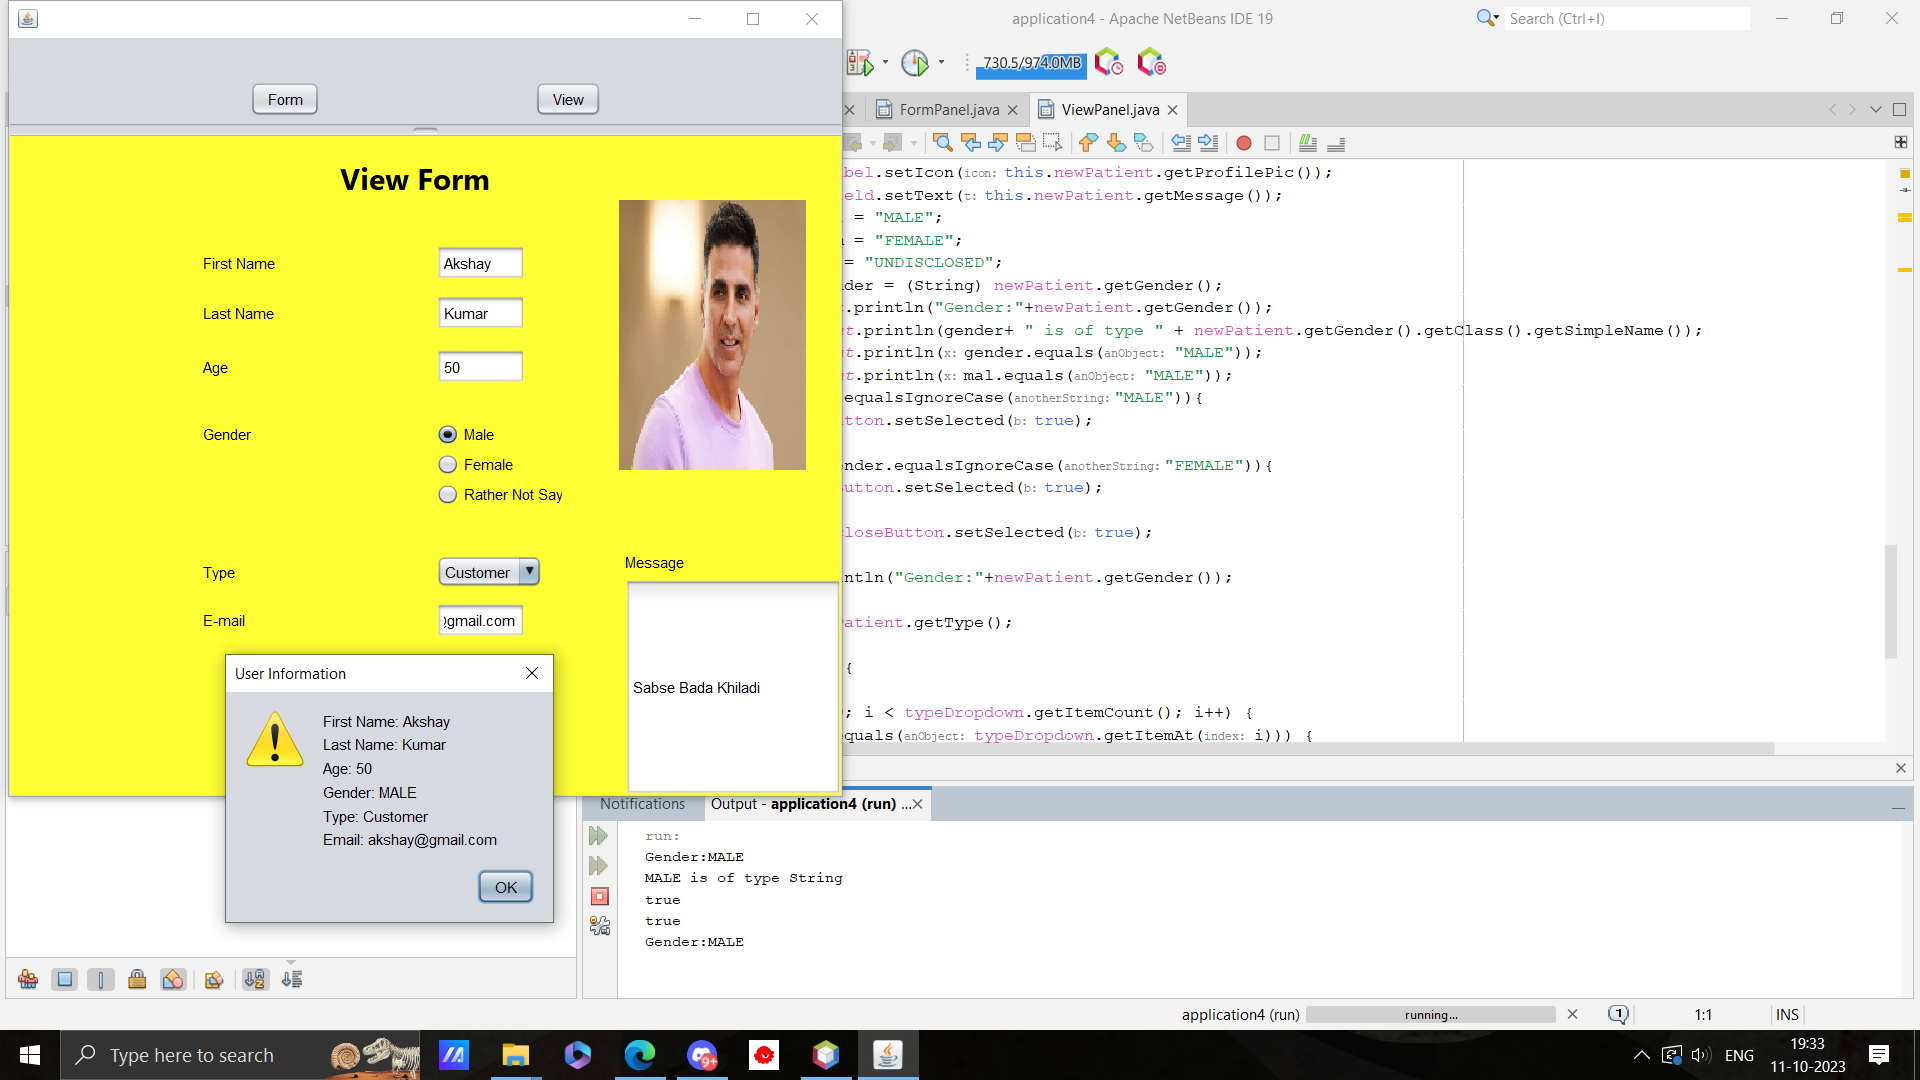 application4 - Apache NetBeans IDE 19
Search (Ctrl+I)
Form
View
730.5/974.0MB
FormPanel.java
ViewPanel.java
View Form
First Name
Akshay
Last Name
Kumar
Age
50
Gender
Male
Female
Rather Not Say
Type
Customer
E-mail
@gmail.com
Message
Sabse Bada Khiladi
User Information
First Name: Akshay
Last Name: Kumar
Age: 50
Gender: MALE
Type: Customer
Email: akshay@gmail.com
OK
bel.setIcon(icon: this.newPatient.getProfilePic());
eld.setText(t: this.newPatient.getMessage());
= "MALE";
= "FEMALE";
= "UNDISCLOSED";
der = (String) newPatient.getGender();
.println("Gender:"+newPatient.getGender());
t.println(gender+ " is of type " + newPatient.getGender().getClass().getSimpleName());
t.println(x: gender.equals(anObject: "MALE"));
t.println(x: mal.equals(anObject: "MALE"));
equalsIgnoreCase(anotherString: "MALE")){
tton.setSelected(b: true);
nder.equalsIgnoreCase(anotherString: "FEMALE")){
utton.setSelected(b: true);
closeButton.setSelected(b: true);
ntln("Gender:"+newPatient.getGender());
atient.getType();
{
; i < typeDropdown.getItemCount(); i++) {
quals(anObject: typeDropdown.getItemAt(index: i))) {
Notifications
Output - application4 (run) ...
run:
Gender:MALE
MALE is of type String
true
true
Gender:MALE
application4 (run)
running...
1
1:1
INS
Type here to search
9+
ENG
19:33
11-10-2023